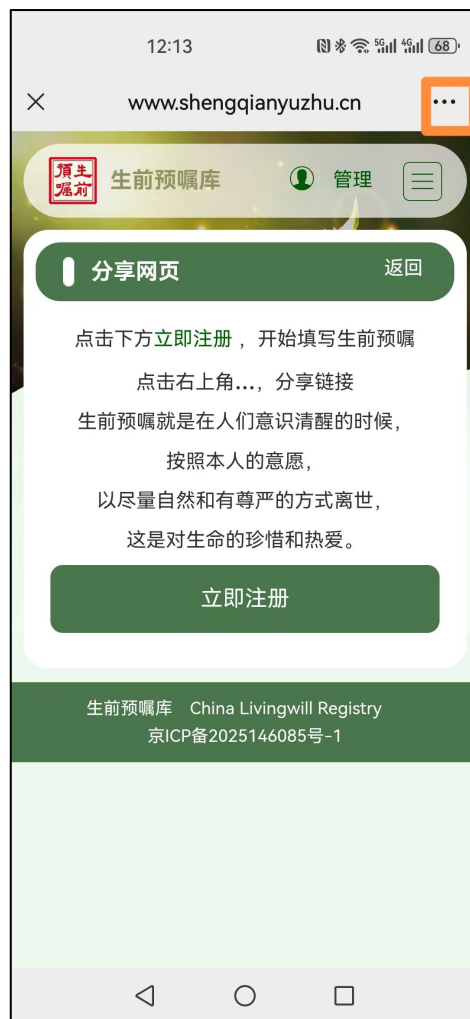 12:13
5G 4G 68
www.shengqianyuzhu.cn
預生
嘱前
生前预嘱库 管理
分享网页 返回
点击下方立即注册 ，开始填写生前预嘱
点击右上角…，分享链接
生前预嘱就是在人们意识清醒的时候，
按照本人的意愿，
以尽量自然和有尊严的方式离世，
这是对生命的珍惜和热爱。
立即注册
生前预嘱库 China Livingwill Registry
京ICP备2025146085号-1